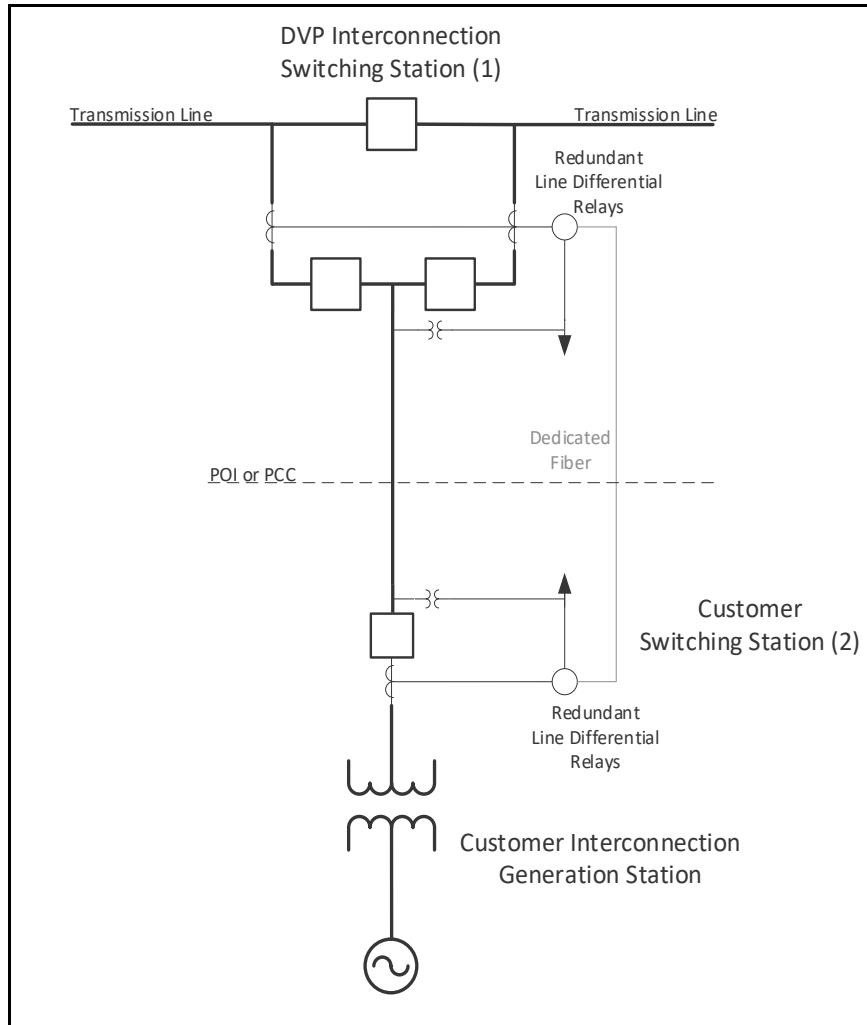 DVP Interconnection
Switching Station (1)
Transmission Line
Transmission Line
Redundant
Line Differential
Relays
Dedicated
Fiber
POI or PCC
Customer
Switching Station (2)
Redundant
Line Differential
Relays
Customer Interconnection
Generation Station